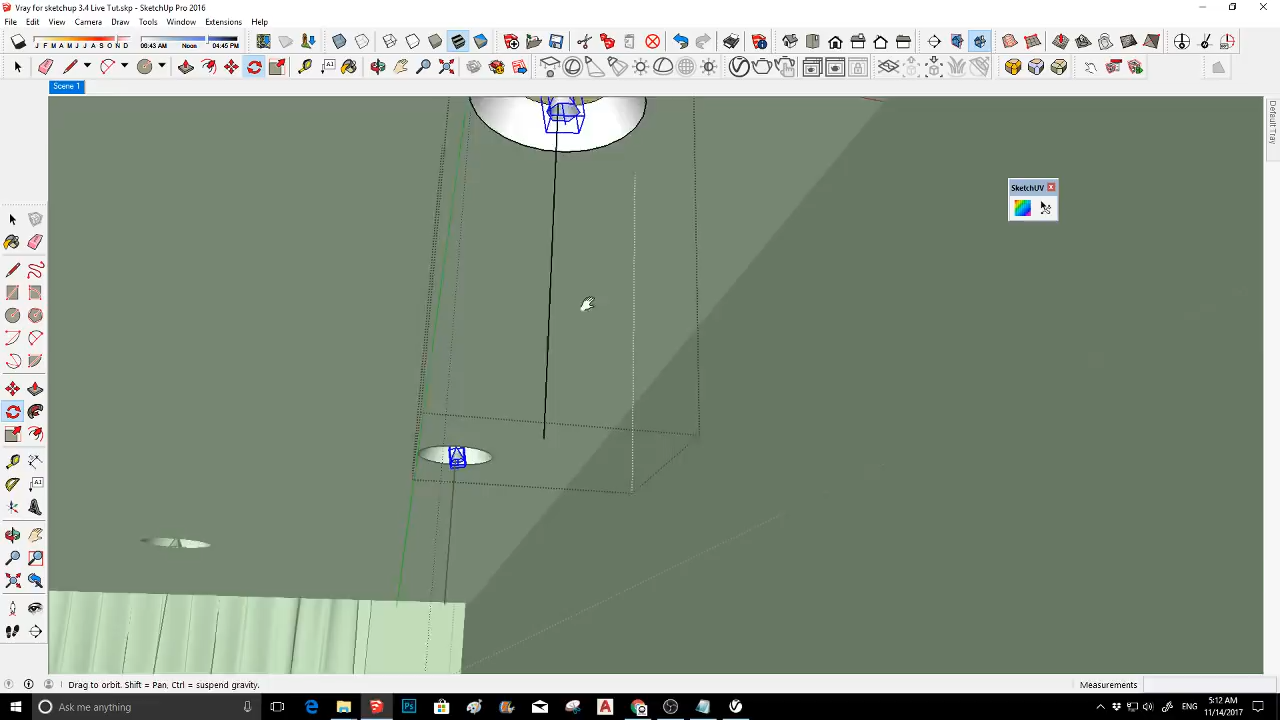 Vray for sketchup 3.4 Live Tut.skp - SketchUp Pro 2016
File Edit View Camera Draw Tools Window Extensions Help
J F M A M J J A S O N D 06:43 AM Noon 04:45 PM
Scene 1
Default Tray
SketchUV
Drag to orbit. Shift = Pan, Ctrl = suspend gravity.
Measurements
Ask me anything
ENG
5:12 AM
11/14/2017